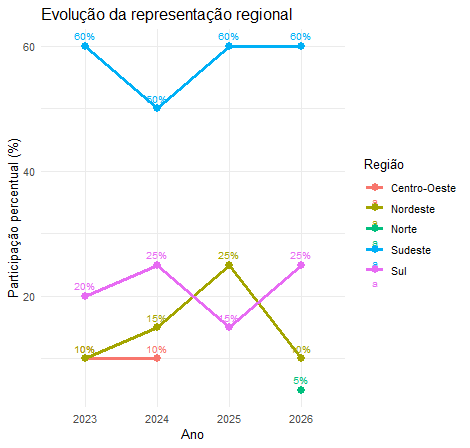 Evolução da representação regional
60% 60% 60%
60
50%
40
25% 25% 25%
20% 
20
15% 15%
10% 10% 10%
5%
2023 2024 2025 2026
Ano
Participação percentual (%)
Região
Centro-Oeste
a
Nordeste
a
Norte
a
Sudeste
a
Sul
a